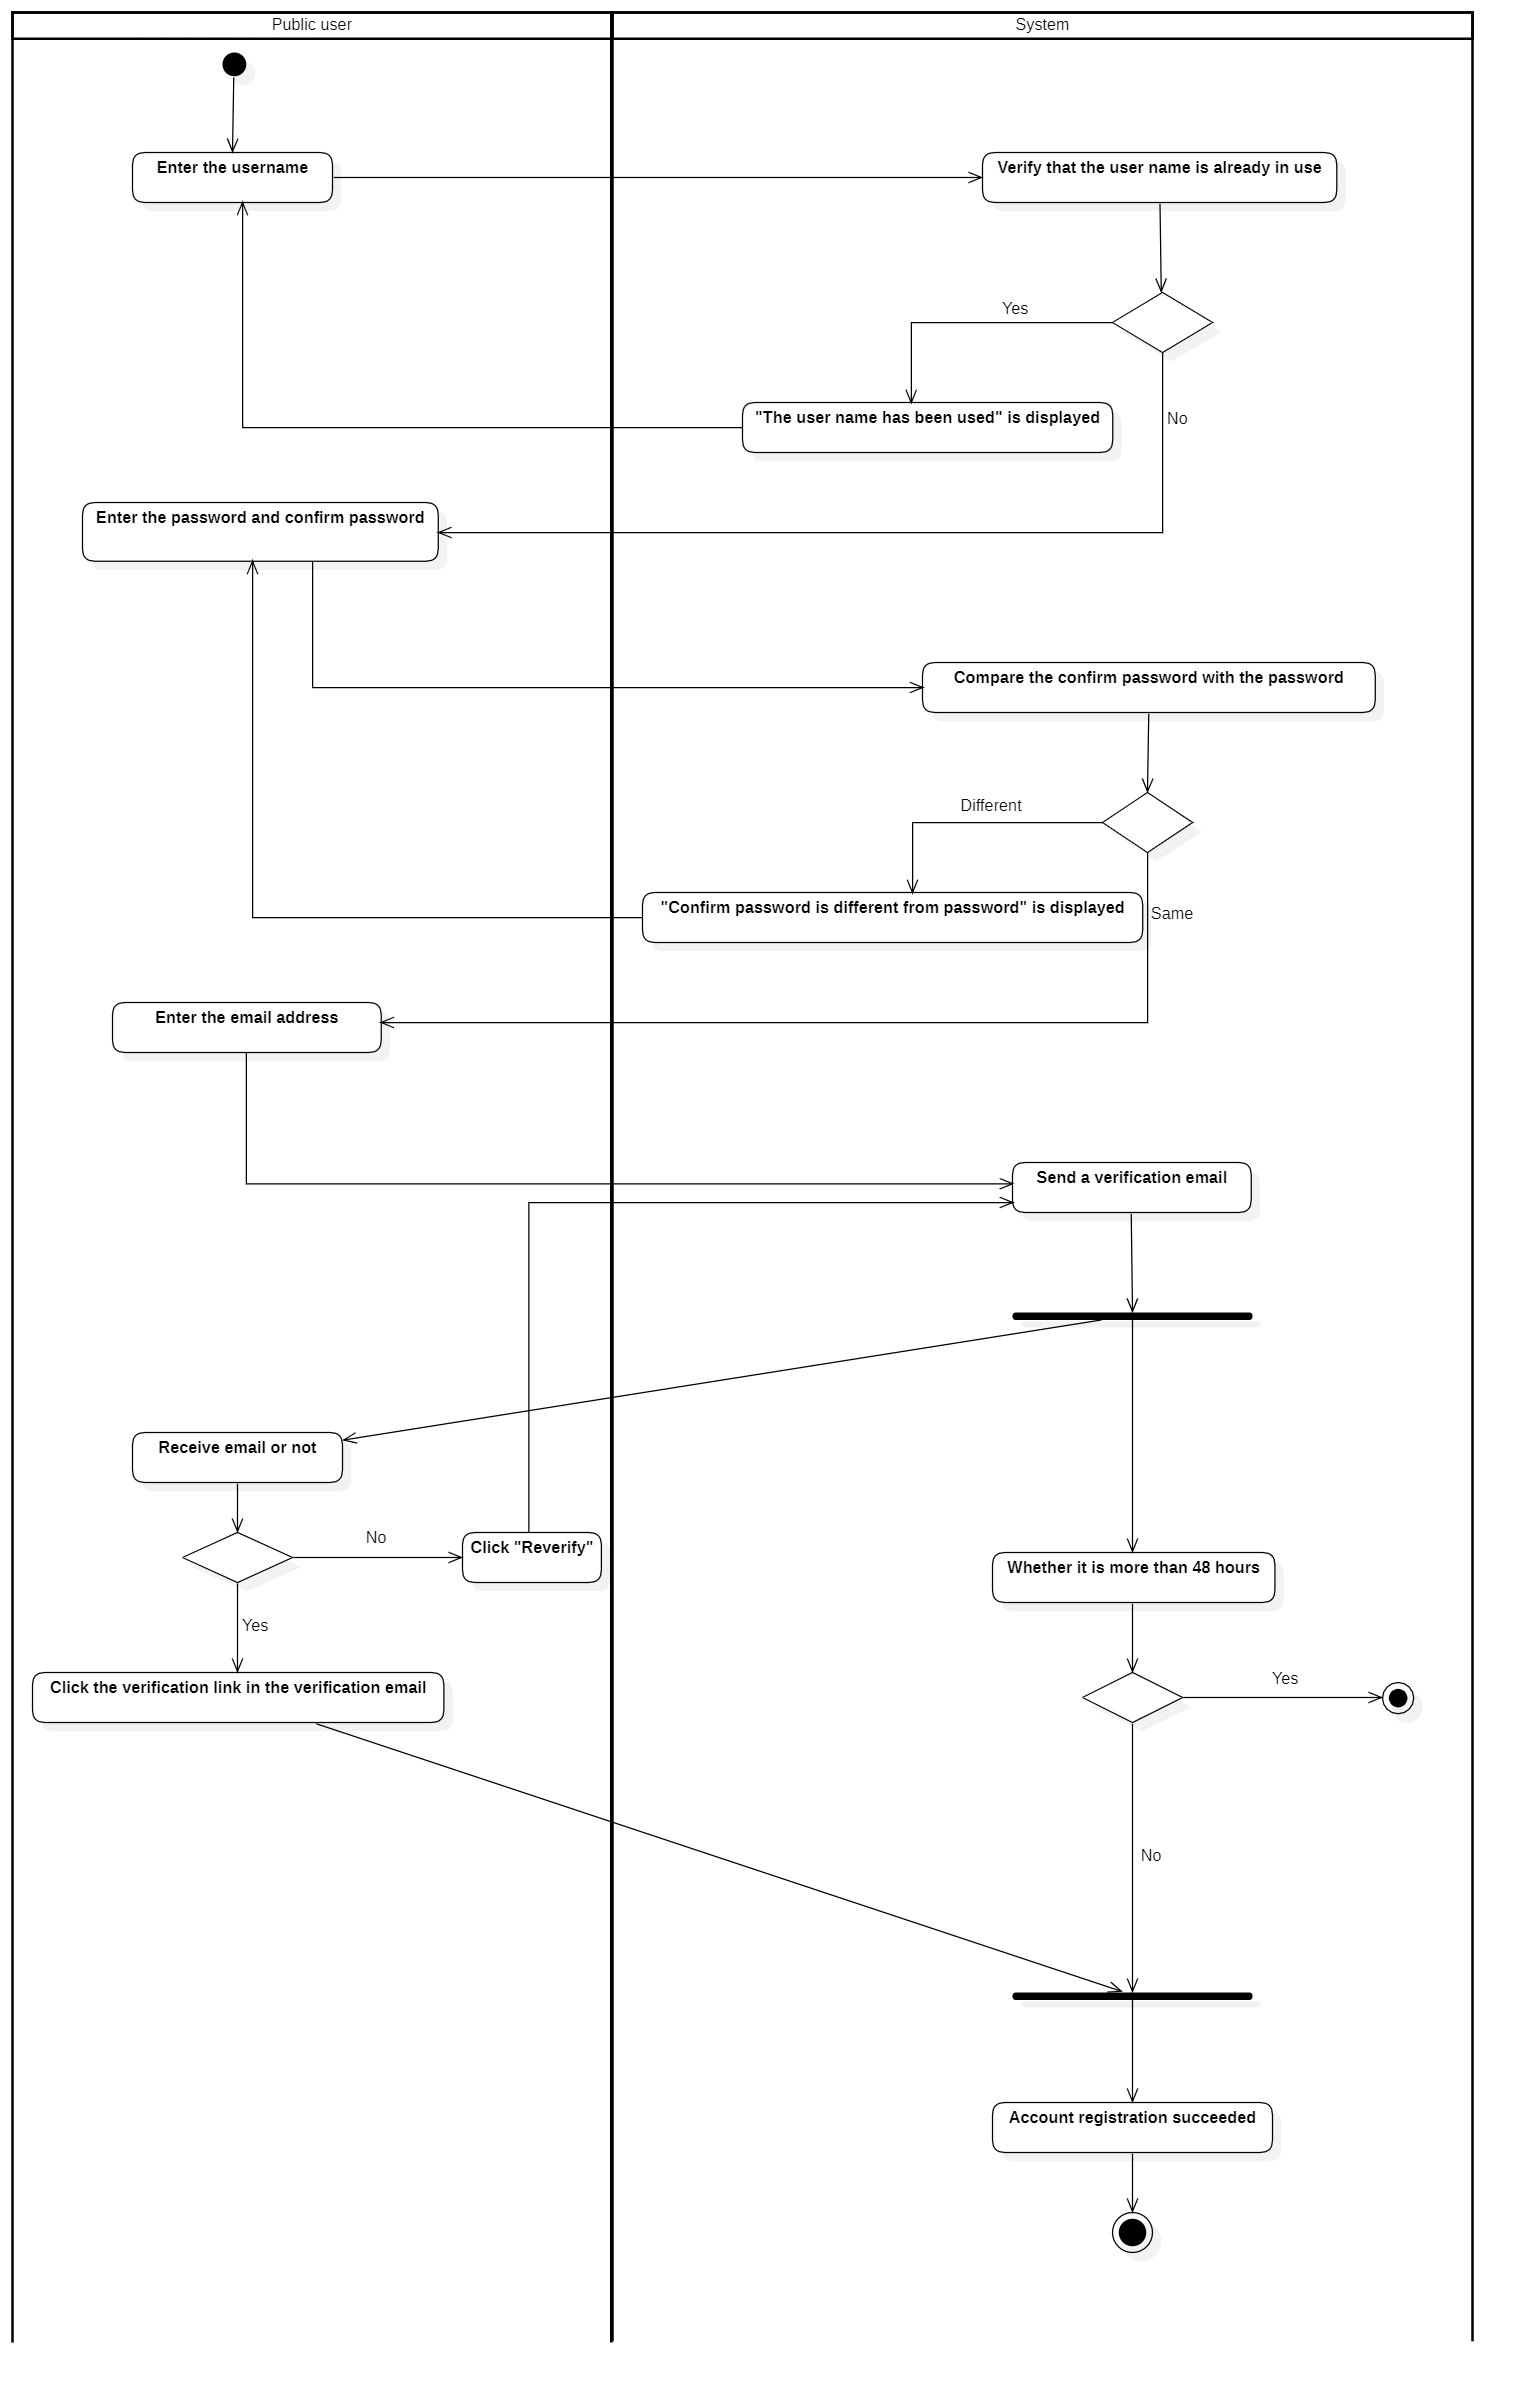 Public user
System
Enter the username
Verify that the user name is already in use
Yes
"The user name has been used" is displayed
No
Enter the password and confirm password
Compare the confirm password with the password
Different
"Confirm password is different from password" is displayed
Same
Enter the email address
Send a verification email
Receive email or not
No
Click "Reverify"
Whether it is more than 48 hours
Yes
Click the verification link in the verification email
Yes
No
Account registration succeeded